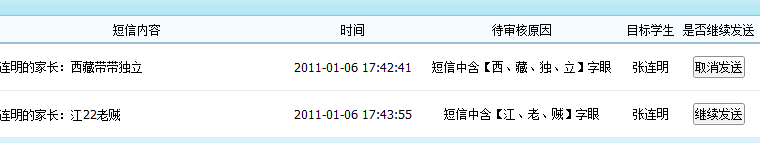 短信内容 时间 待审核原因 目标学生 是否继续发送
连明的家长：西藏带带独立 2011-01-06 17:42:41 短信中含【西、藏、独、立】字眼 张连明 取消发送
连明的家长：江22老贼 2011-01-06 17:43:55 短信中含【江、老、贼】字眼 张连明 继续发送